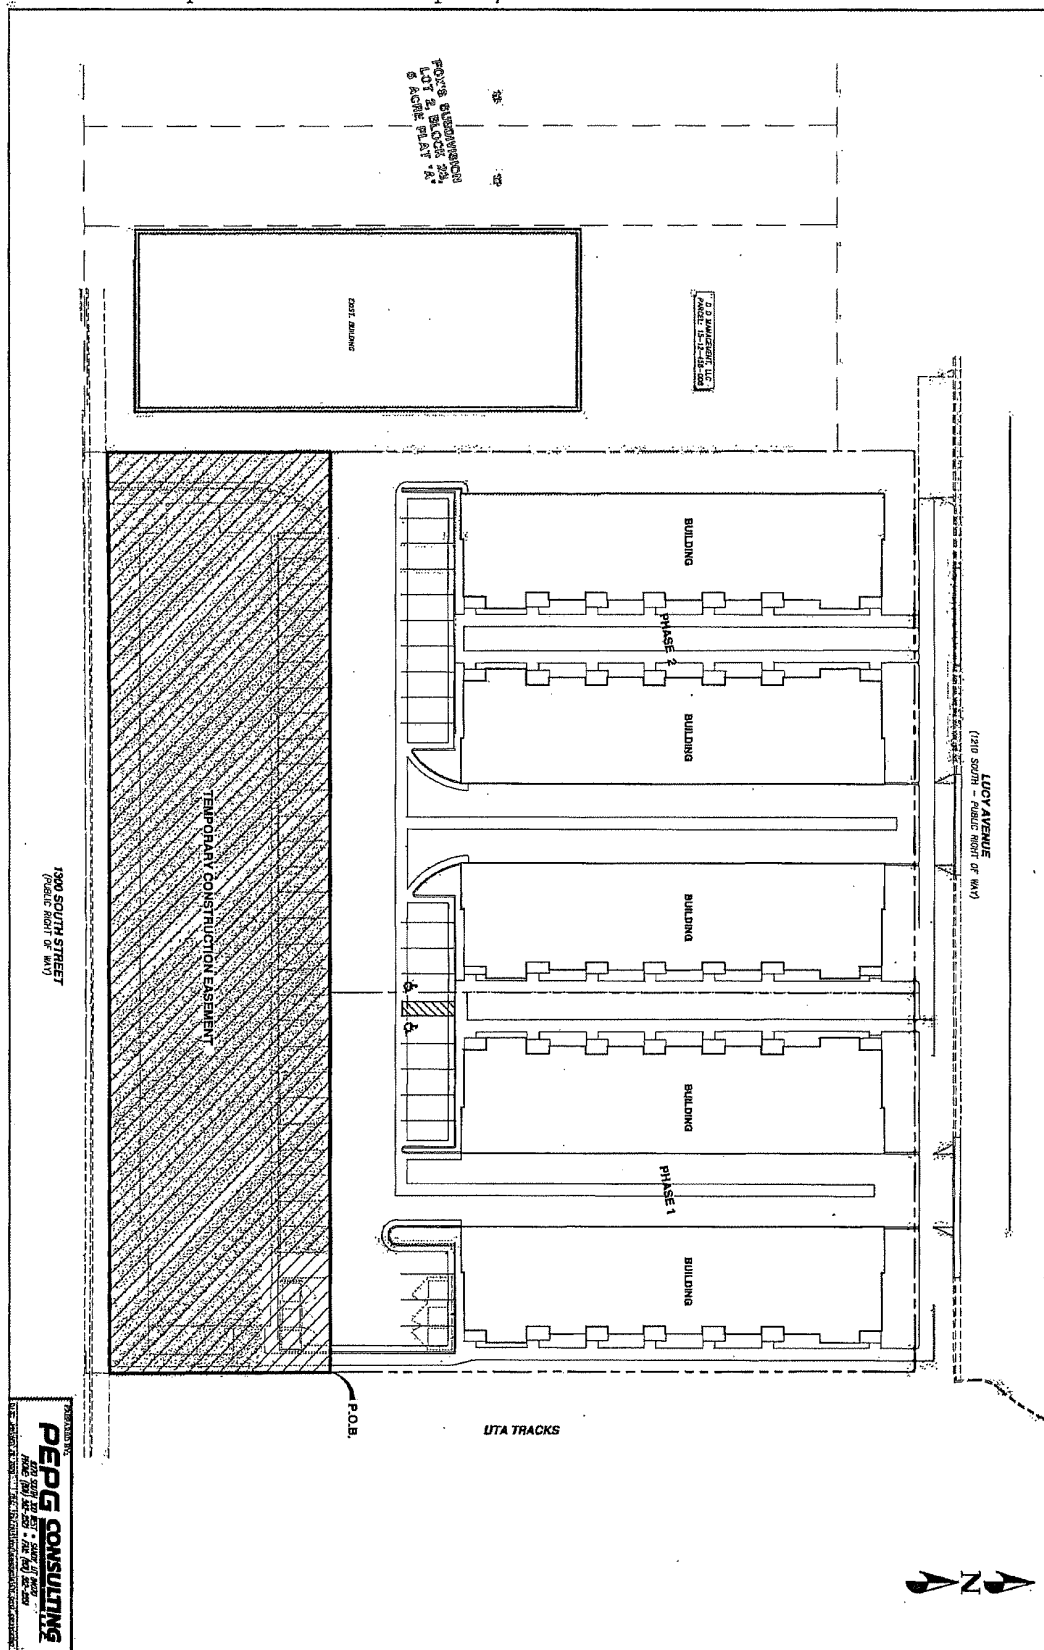 FOX'S SUBDIVISION
LOT 2, BLOCK 23,
5 ACRE PLAT "A"
EXIST. BUILDING
D D MANAGEMENT, LLC
LUCY AVENUE
(1210 SOUTH - PUBLIC RIGHT OF WAY)
BUILDING
PHASE 2
BUILDING
BUILDING
BUILDING
PHASE 1
BUILDING
TEMPORARY CONSTRUCTION EASEMENT
1300 SOUTH STREET
(PUBLIC RIGHT OF WAY)
P.O.B.
UTA TRACKS
N
PREPARED BY:
PEPG CONSULTING